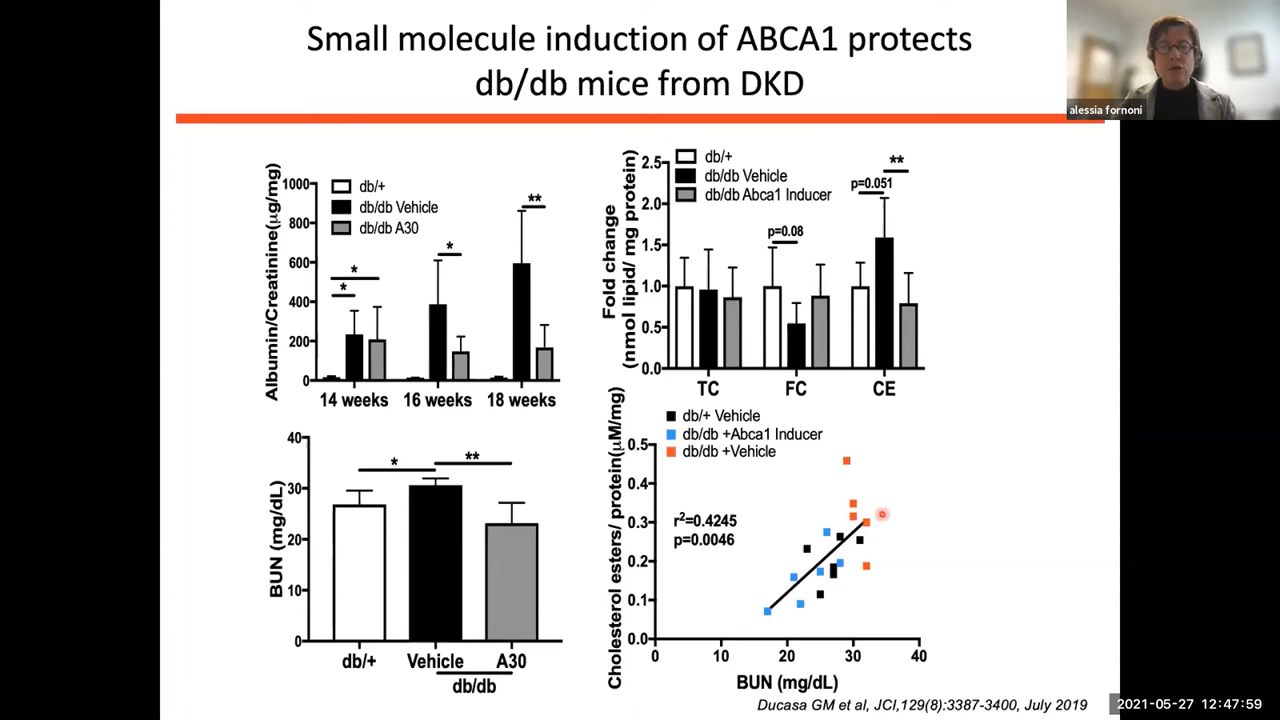 Small molecule induction of ABCA1 protects
db/db mice from DKD
alessia fornoni
Albumin/Creatinine(µg/mg)
1000
800
600
400
200
0
db/+
db/db Vehicle
db/db A30
*
*
*
**
14 weeks 16 weeks 18 weeks
Fold change
(nmol lipid/ mg protein)
2.5
2.0
1.5
1.0
0.5
0.0
db/+
db/db Vehicle
db/db Abca1 Inducer
p=0.08
p=0.051
**
TC FC CE
BUN (mg/dL)
40
30
20
10
0
*
**
db/+ Vehicle A30
db/db
Cholesterol esters/ protein(µM/mg)
db/+ Vehicle
db/db +Abca1 Inducer
db/db +Vehicle
0.5
0.4
0.3
0.2
0.1
0.0
r²=0.4245
p=0.0046
0 10 20 30 40
BUN (mg/dL)
Ducasa GM et al, JCI,129(8):3387-3400, July 2019
2021-05-27 12:47:59